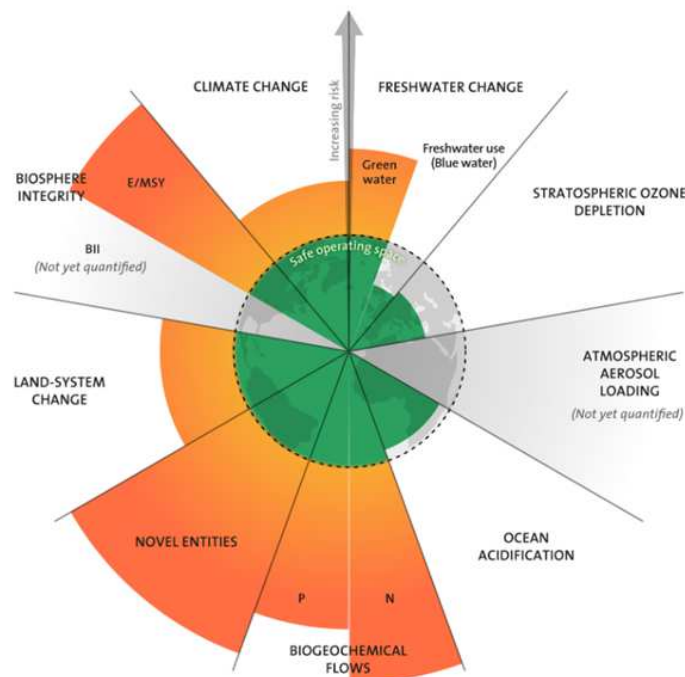 CLIMATE CHANGE
FRESHWATER CHANGE
Increasing risk
Freshwater use
(Blue water)
Green
water
BIOSPHERE
INTEGRITY
E/MSY
STRATOSPHERIC OZONE
DEPLETION
BII
(Not yet quantified)
Safe operating space
LAND-SYSTEM
CHANGE
ATMOSPHERIC
AEROSOL
LOADING
(Not yet quantified)
NOVEL ENTITIES
OCEAN
ACIDIFICATION
P
N
BIOGEOCHEMICAL
FLOWS